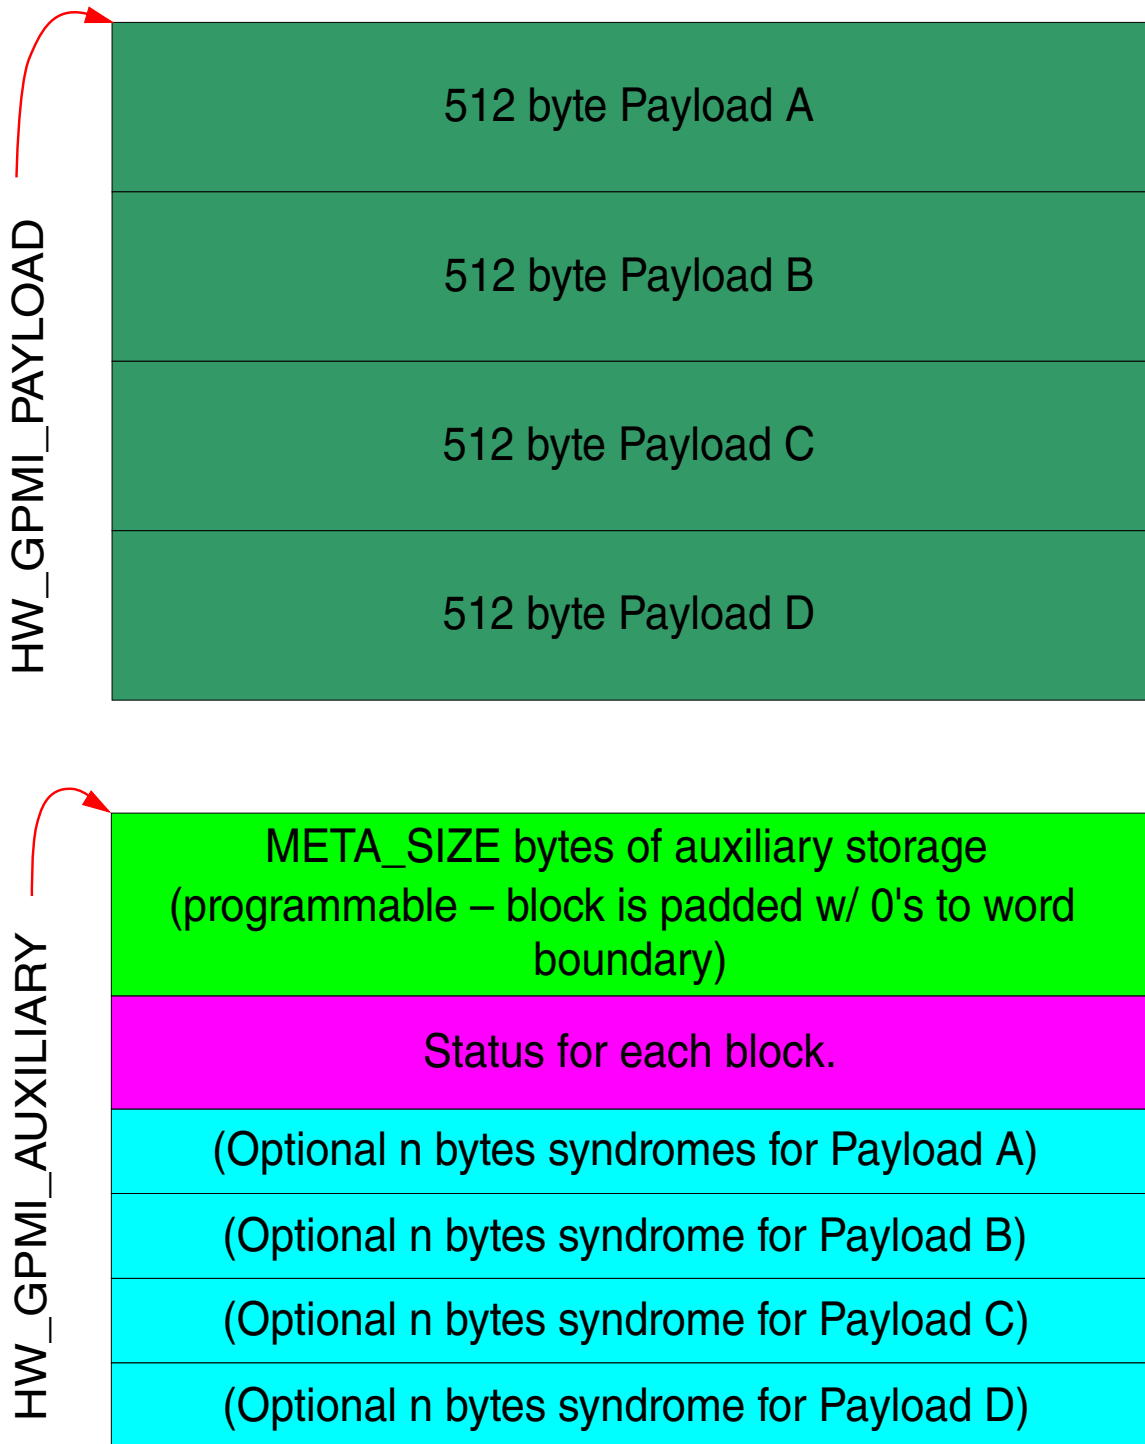 HW_GPMI_PAYLOAD
512 byte Payload A
512 byte Payload B
512 byte Payload C
512 byte Payload D
HW_GPMI_AUXILIARY
META_SIZE bytes of auxiliary storage
(programmable – block is padded w/ 0's to word
boundary)
Status for each block.
(Optional n bytes syndromes for Payload A)
(Optional n bytes syndrome for Payload B)
(Optional n bytes syndrome for Payload C)
(Optional n bytes syndrome for Payload D)